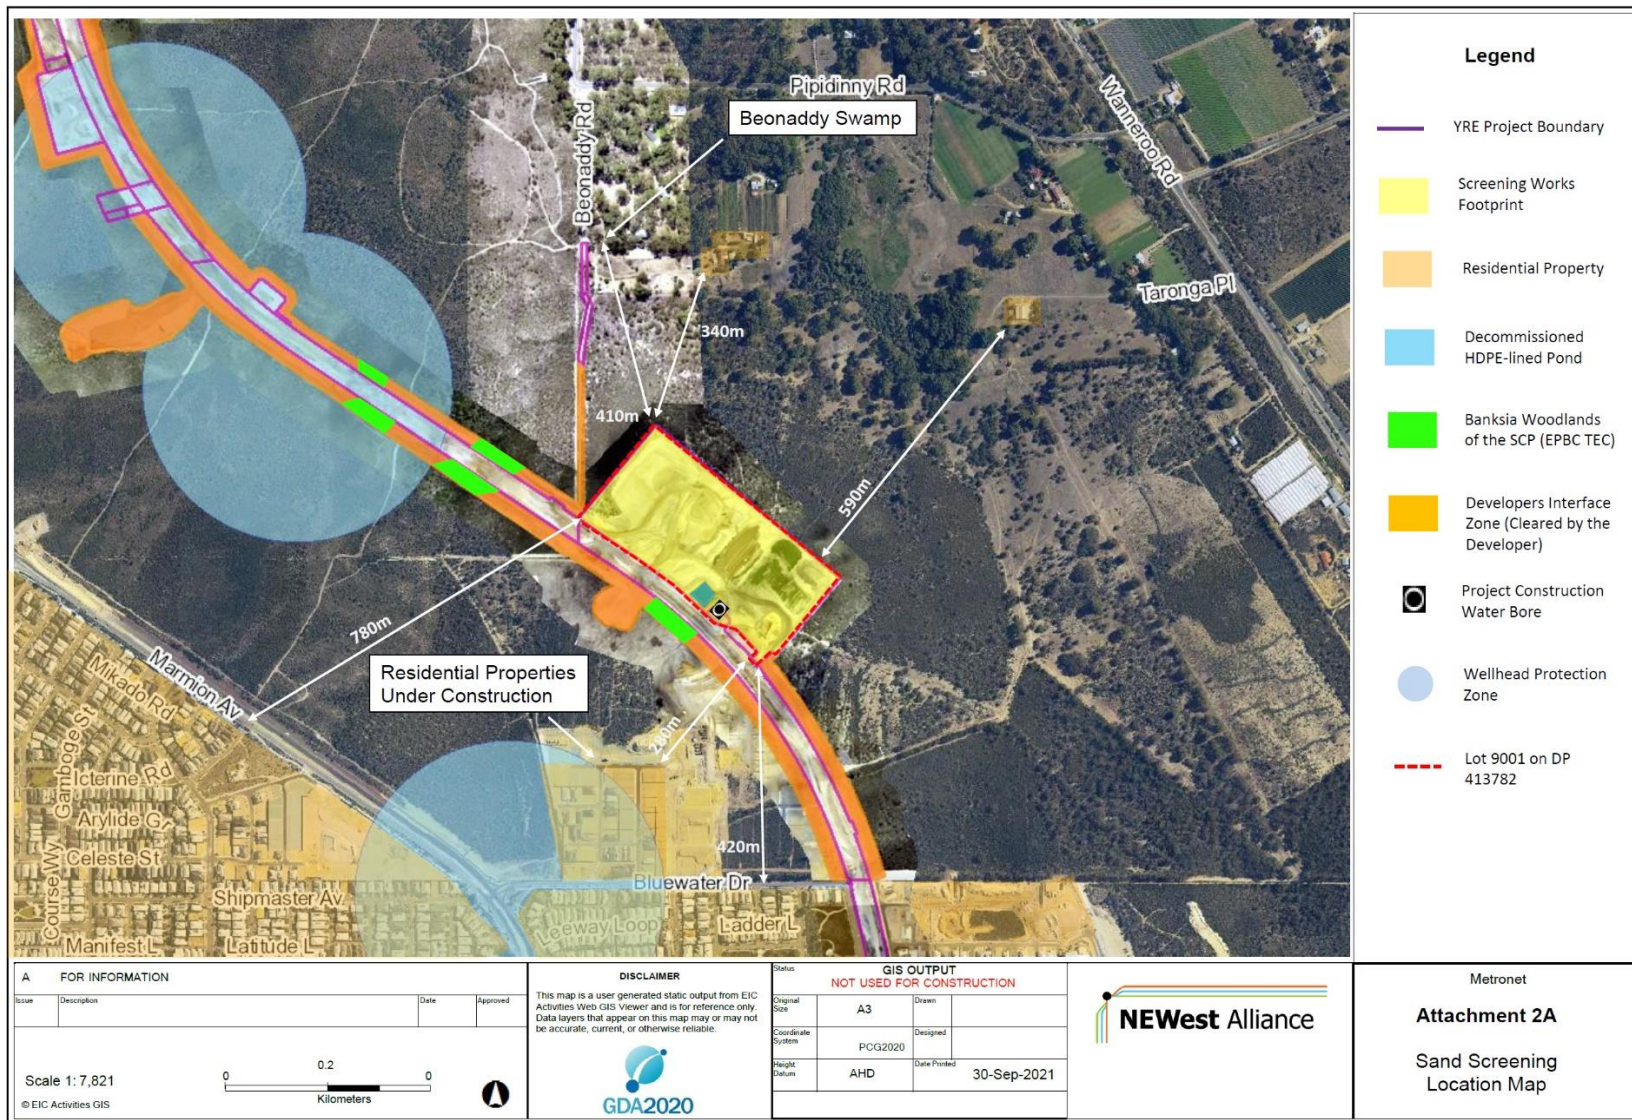 Pipidinny Rd
Beonaddy Swamp
Wanneroo Rd
Beonaddy Rd
Taronga Pl
340m
410m
590m
780m
Residential Properties
Under Construction
280m
420m
Marmion Av
Mikado Rd
Gamboge St
Icterine Rd
Arylide Gr
Celeste St
Course Wy
Shipmaster Av
Manifest L
Latitude L
Bluewater Dr
Leeway Loop
Ladder L
Legend
YRE Project Boundary
Screening Works
Footprint
Residential Property
Decommissioned
HDPE-lined Pond
Banksia Woodlands
of the SCP (EPBC TEC)
Developers Interface
Zone (Cleared by the
Developer)
Project Construction
Water Bore
Wellhead Protection
Zone
Lot 9001 on DP
413782
A FOR INFORMATION
Issue Description Date Approved
Scale 1: 7,821
0 0.2 0
Kilometers
© EIC Activities GIS
DISCLAIMER
This map is a user generated static output from EIC
Activities Web GIS Viewer and is for reference only.
Data layers that appear on this map may or may not
be accurate, current, or otherwise reliable.
GDA2020
Status GIS OUTPUT
NOT USED FOR CONSTRUCTION
Original
Size A3 Drawn
Coordinate
System PCG2020 Designed
Height
Datum AHD Date Printed 30-Sep-2021
NEWest Alliance
Metronet
Attachment 2A
Sand Screening
Location Map